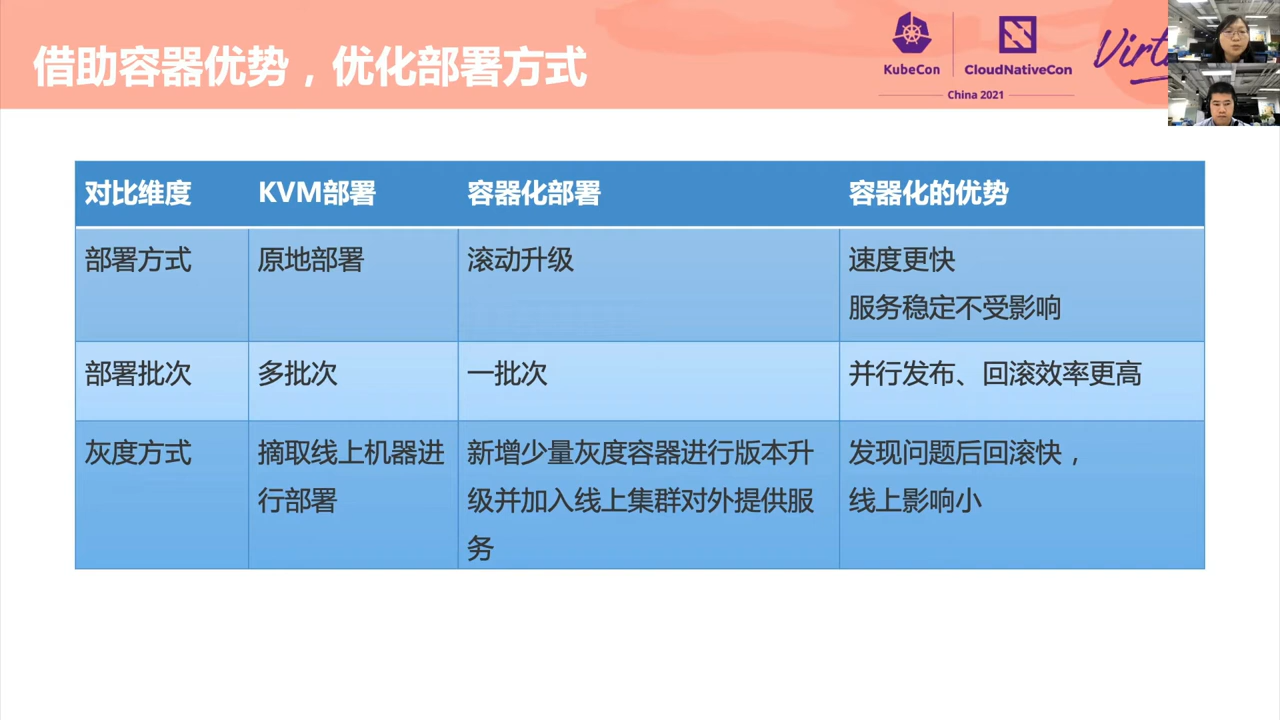 借助容器优势，优化部署方式
KubeCon
CloudNativeCon
China 2021
对比维度 KVM部署 容器化部署 容器化的优势
部署方式 原地部署 滚动升级 速度更快
服务稳定不受影响
部署批次 多批次 一批次 并行发布、回滚效率更高
灰度方式 摘取线上机器进 新增少量灰度容器进行版本升 发现问题后回滚快，
行部署 级并加入线上集群对外提供服 线上影响小
务